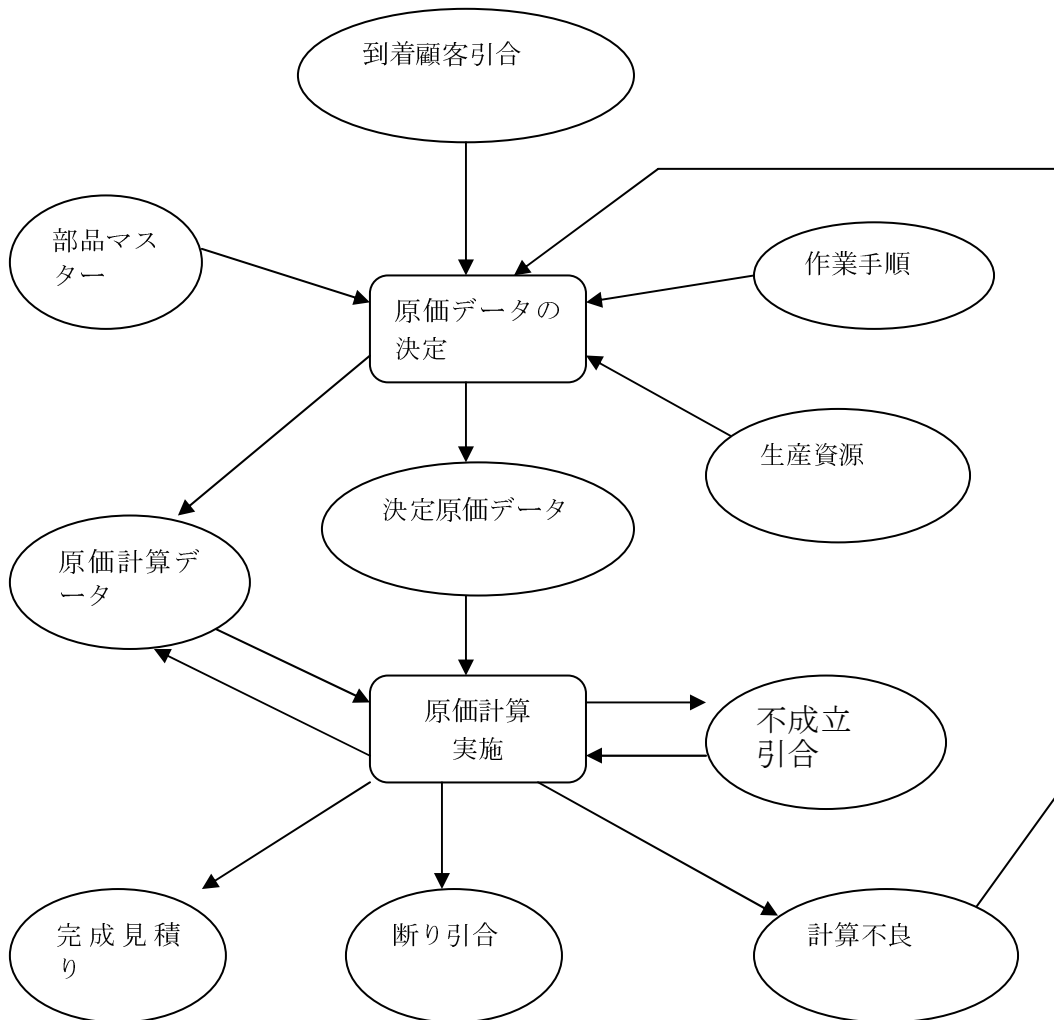 到着顧客引合
部品マス
ター
作業手順
原価データの
決定
生産資源
決定原価データ
原価計算デ
ータ
原価計算
実施
不成立
引合
完成見積
り
断り引合
計算不良